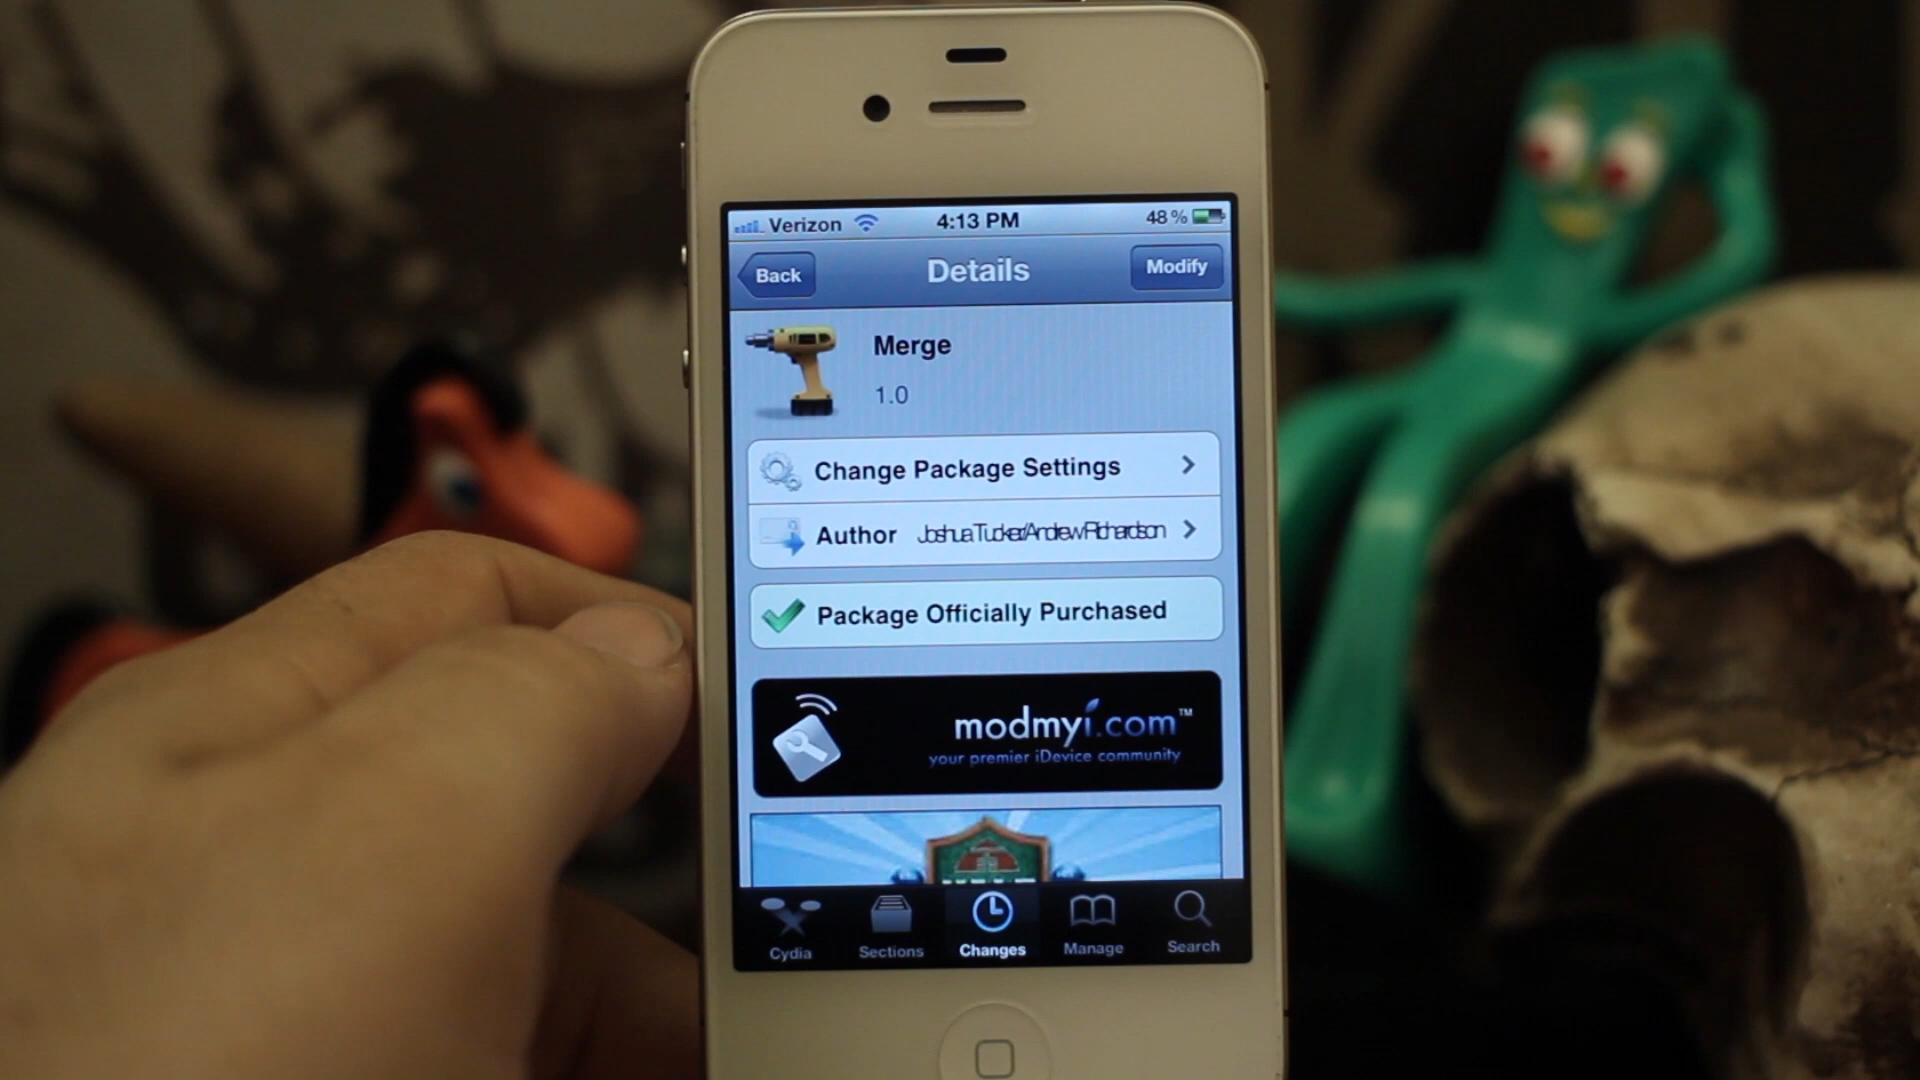 Verizon 4:13 PM 48 %
Back Details Modify
Merge
1.0
Change Package Settings
Author Joshua Tucker/Andrew Richardson
Package Officially Purchased
modmyi.com™
your premier iDevice community
Cydia Sections Changes Manage Search